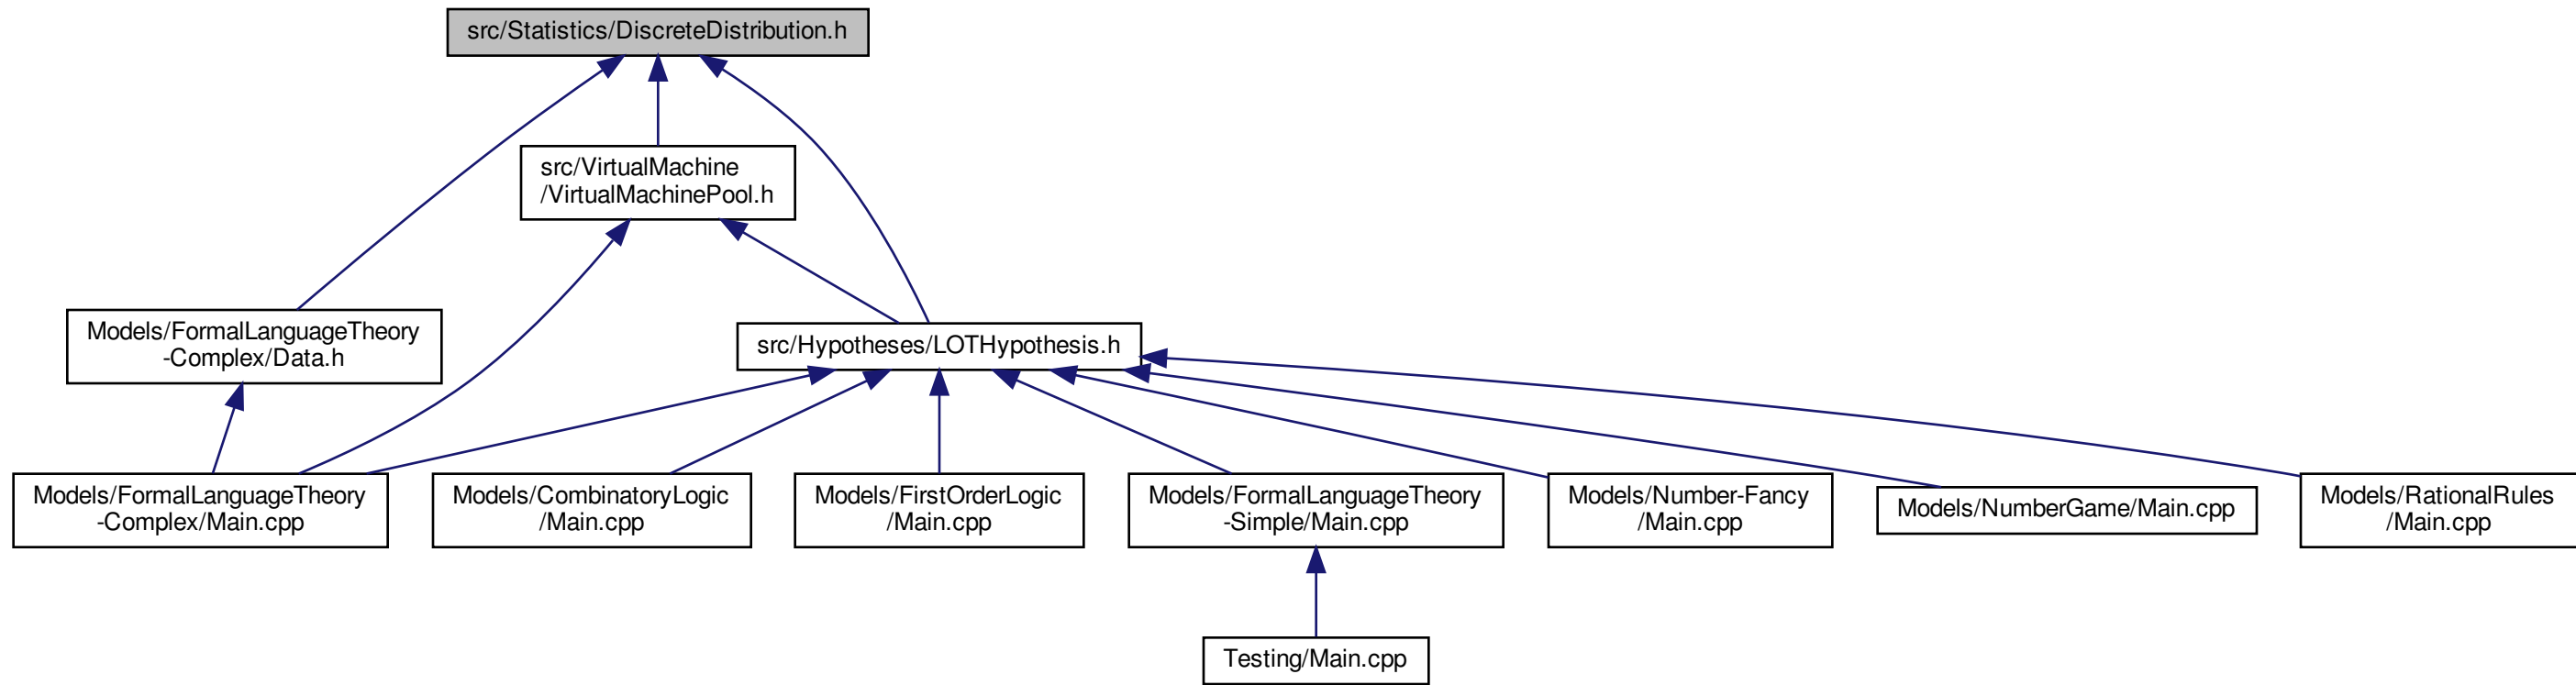 src/Statistics/DiscreteDistribution.h
src/VirtualMachine
/VirtualMachinePool.h
Models/FormalLanguageTheory
-Complex/Data.h
src/Hypotheses/LOTHypothesis.h
Models/FormalLanguageTheory
-Complex/Main.cpp
Models/CombinatoryLogic
/Main.cpp
Models/FirstOrderLogic
/Main.cpp
Models/FormalLanguageTheory
-Simple/Main.cpp
Models/Number-Fancy
/Main.cpp
Models/NumberGame/Main.cpp
Models/RationalRules
/Main.cpp
Testing/Main.cpp